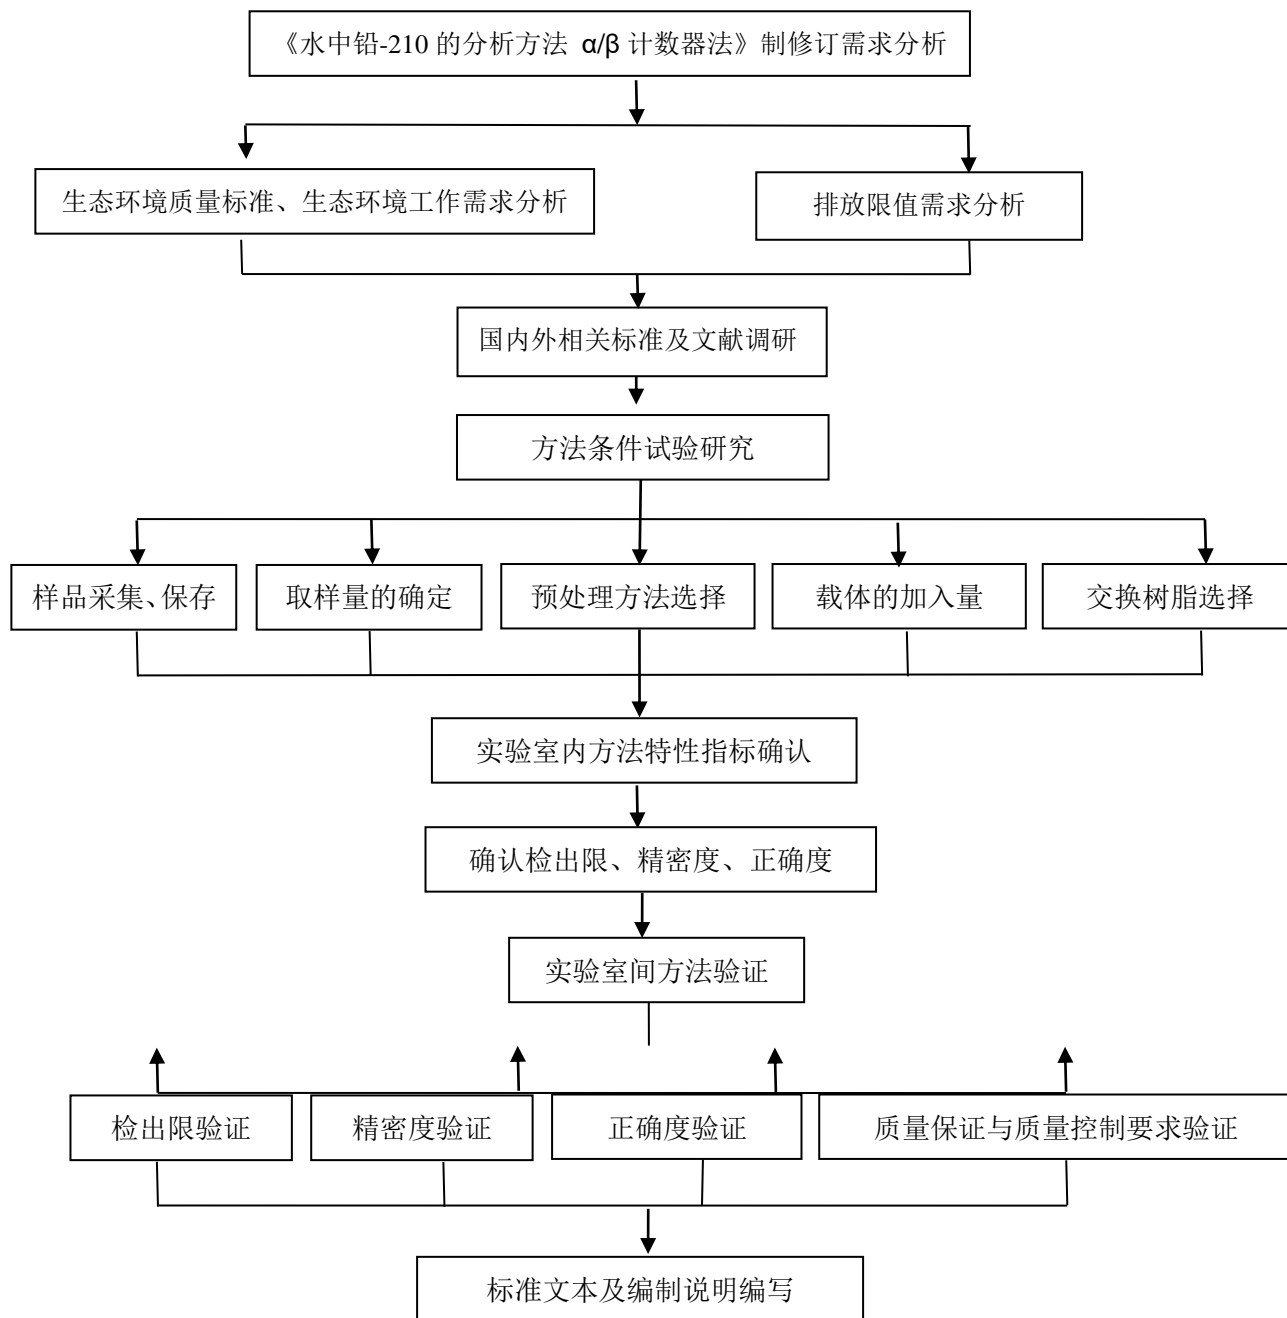 《水中铅-210 的分析方法 α/β 计数器法》制修订需求分析
生态环境质量标准、生态环境工作需求分析
排放限值需求分析
国内外相关标准及文献调研
方法条件试验研究
样品采集、保存
取样量的确定
预处理方法选择
载体的加入量
交换树脂选择
实验室内方法特性指标确认
确认检出限、精密度、正确度
实验室间方法验证
检出限验证
精密度验证
正确度验证
质量保证与质量控制要求验证
标准文本及编制说明编写